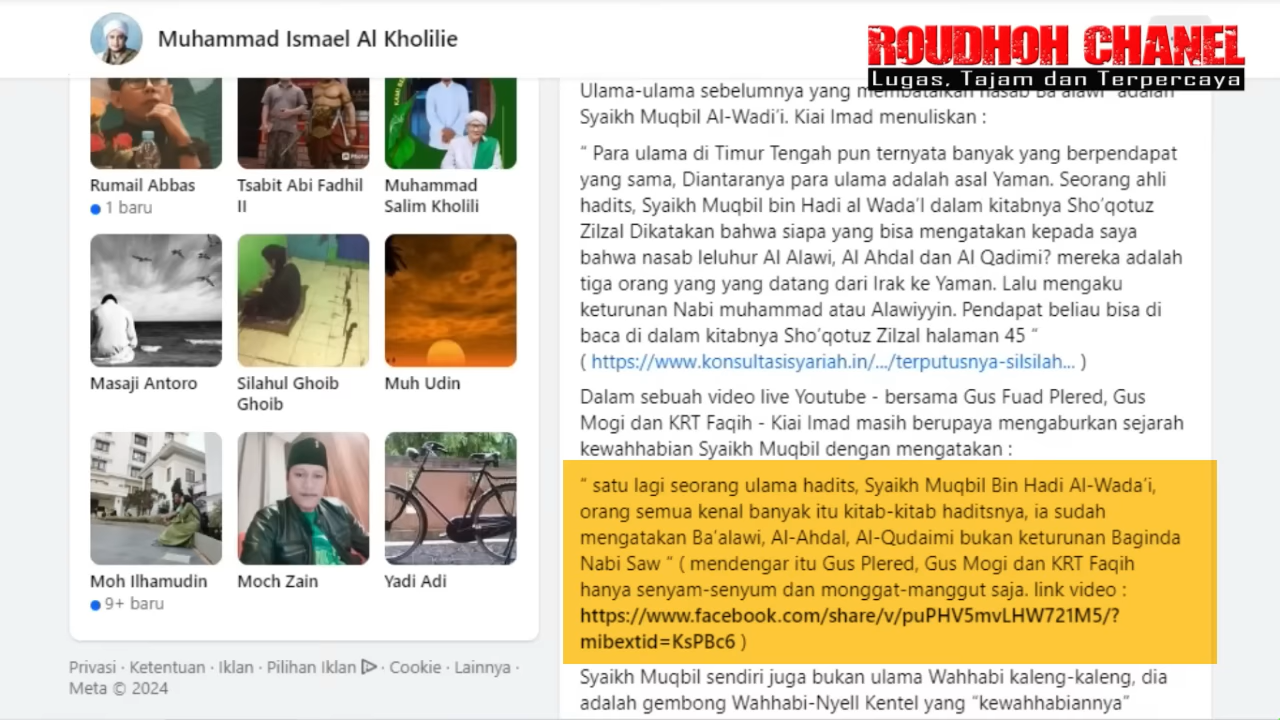 Muhammad Ismael Al Kholilie
ROUDHOH CHANEL
Lugas, Tajam dan Terpercaya
Rumail Abbas
1 baru
Tsabit Abi Fadhil
II
Muhammad
Salim Kholili
Masaji Antoro
Silahul Ghoib
Ghoib
Muh Udin
Moh Ilhamudin
9+ baru
Moch Zain
Yadi Adi
Privasi · Ketentuan · Iklan · Pilihan Iklan · Cookie · Lainnya ·
Meta © 2024
Ulama-ulama sebelumnya yang membatalkan nasab Ba'alawi adalah
Syaikh Muqbil Al-Wadi’i. Kiai Imad menuliskan :
“ Para ulama di Timur Tengah pun ternyata banyak yang berpendapat
yang sama, Diantaranya para ulama adalah asal Yaman. Seorang ahli
hadits, Syaikh Muqbil bin Hadi al Wada’I dalam kitabnya Sho’qotuz
Zilzal Dikatakan bahwa siapa yang bisa mengatakan kepada saya
bahwa nasab leluhur Al Alawi, Al Ahdal dan Al Qadimi? mereka adalah
tiga orang yang yang datang dari Irak ke Yaman. Lalu mengaku
keturunan Nabi muhammad atau Alawiyyin. Pendapat beliau bisa di
baca di dalam kitabnya Sho’qotuz Zilzal halaman 45 “
( https://www.konsultasisyariah.in/.../terputusnya-silsilah... )
Dalam sebuah video live Youtube - bersama Gus Fuad Plered, Gus
Mogi dan KRT Faqih - Kiai Imad masih berupaya mengaburkan sejarah
kewahhabian Syaikh Muqbil dengan mengatakan :
“ satu lagi seorang ulama hadits, Syaikh Muqbil Bin Hadi Al-Wada’i,
orang semua kenal banyak itu kitab-kitab haditsnya, ia sudah
mengatakan Ba’alawi, Al-Ahdal, Al-Qudaimi bukan keturunan Baginda
Nabi Saw “ ( mendengar itu Gus Plered, Gus Mogi dan KRT Faqih
hanya senyam-senyum dan monggat-manggut saja. link video :
https://www.facebook.com/share/v/puPHV5mvLHW721M5/?
mibextid=KsPBc6 )
Syaikh Muqbil sendiri juga bukan ulama Wahhabi kaleng-kaleng, dia
adalah gembong Wahhabi-Nyell Kentel yang “kewahhabiannya”